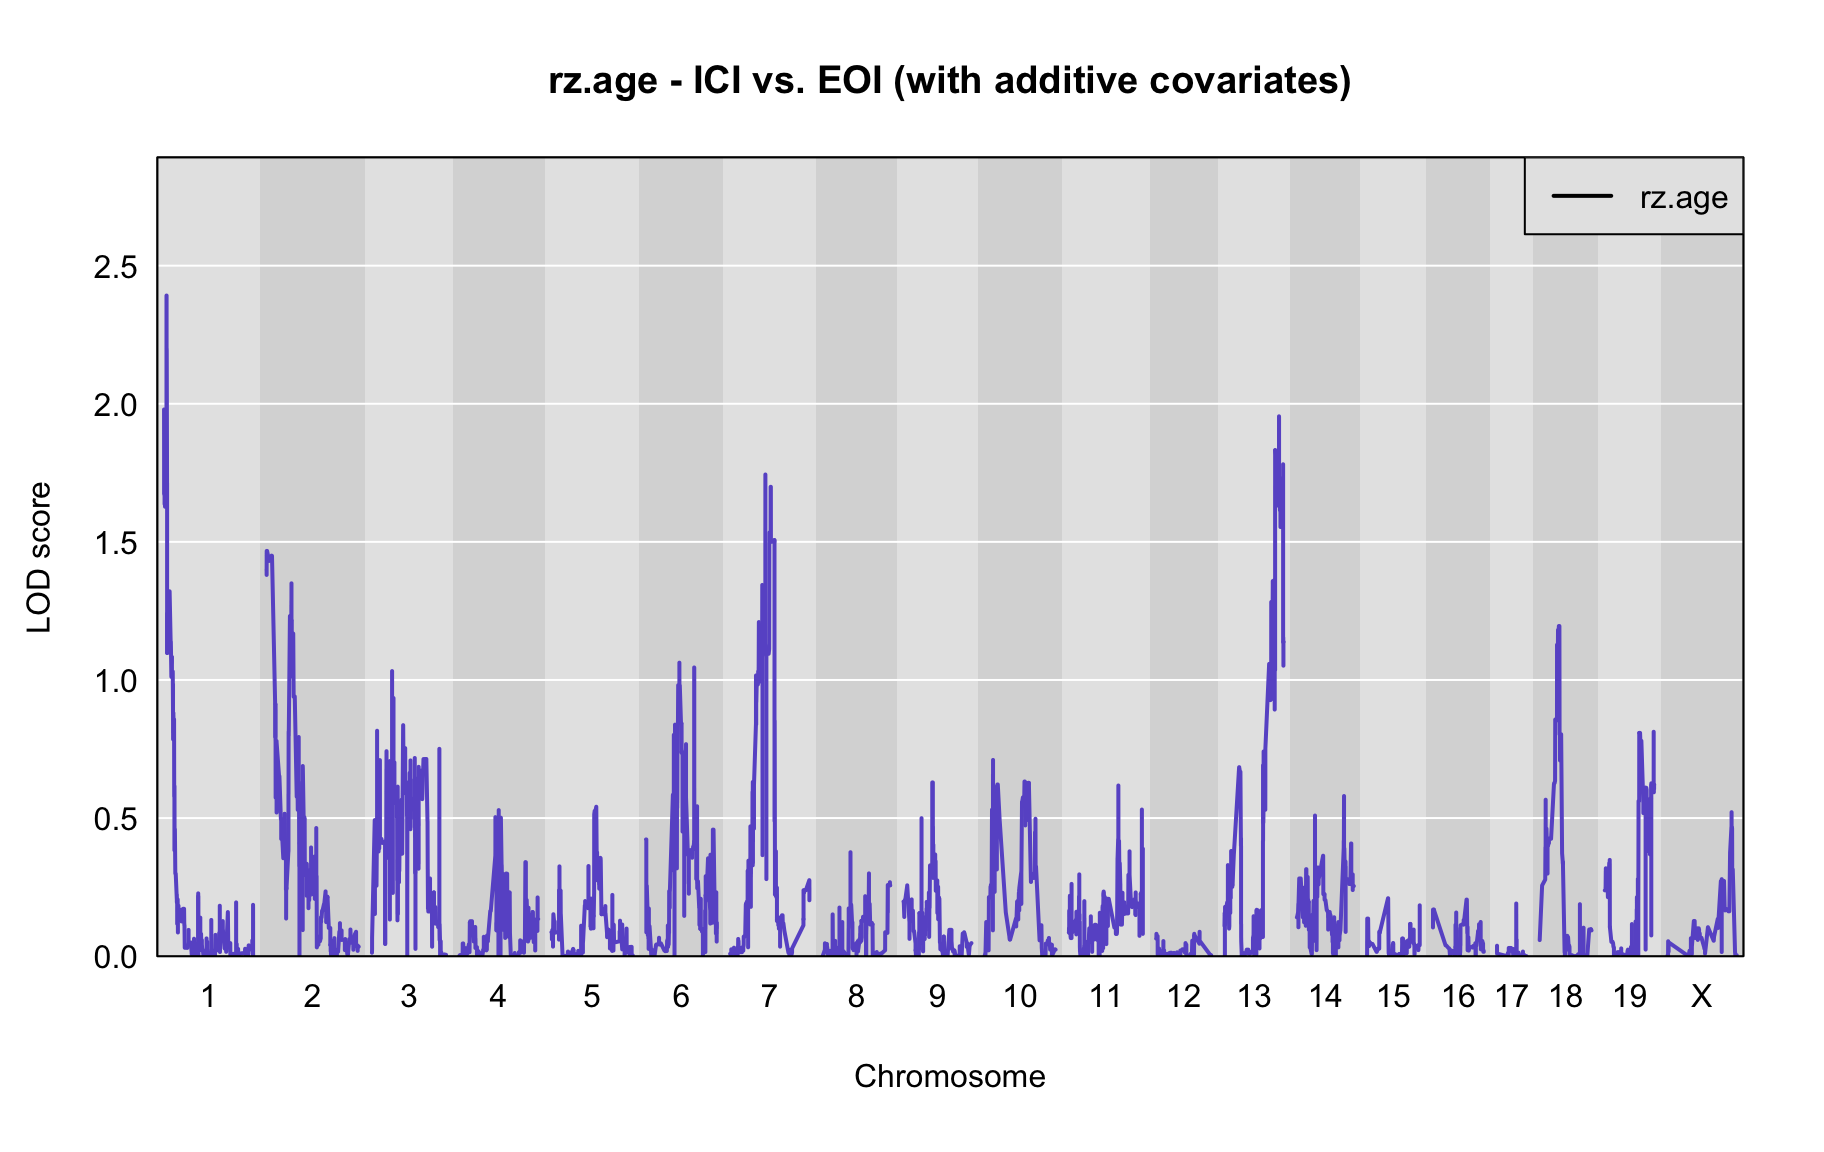 rz.age - ICI vs. EOI (with additive covariates)
rz.age
2.5
2.0
1.5
1.0
0.5
0.0
LOD score
1 2 3 4 5 6 7 8 9 10 11 12 13 14 15 16 17 18 19 X
Chromosome